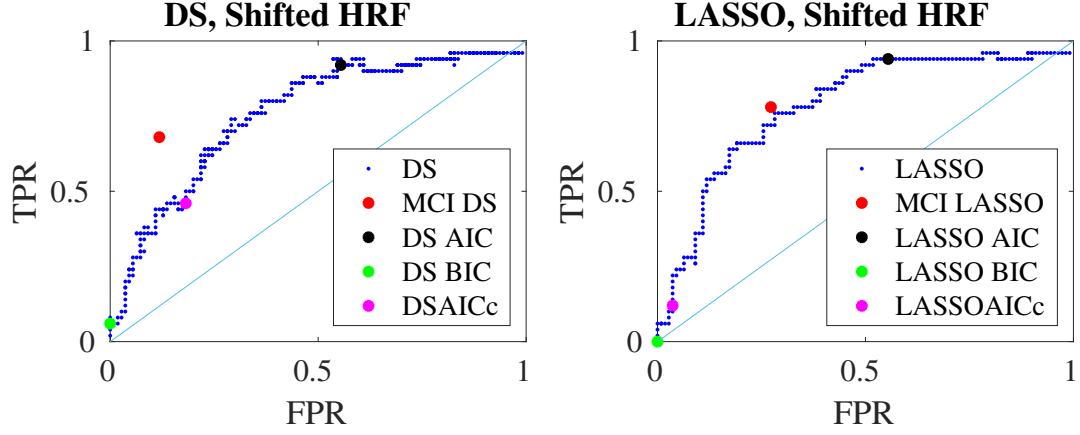 DS, Shifted HRF
1
0.5
0
TPR
DS
MCI DS
DS AIC
DS BIC
DSAICc
0
0.5
1
FPR
LASSO, Shifted HRF
1
0.5
0
TPR
LASSO
MCI LASSO
LASSO AIC
LASSO BIC
LASSOAICc
0
0.5
1
FPR